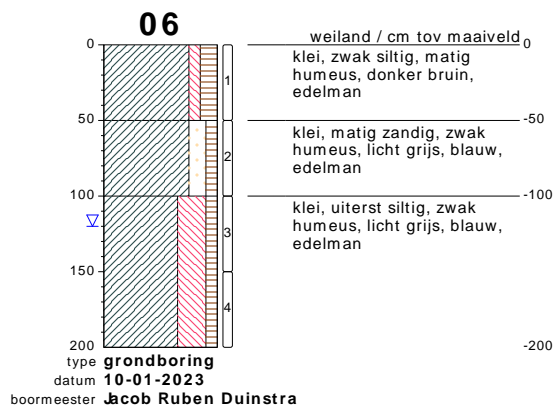 06
weiland / cm tov maaiveld
0
0
klei, zwak siltig, matig
humeus, donker bruin,
edelman
1
50
-50
klei, matig zandig, zwak
humeus, licht grijs, blauw,
edelman
2
100
-100
klei, uiterst siltig, zwak
humeus, licht grijs, blauw,
edelman
3
150
4
200
-200
type grondboring
datum 10-01-2023
boormeester Jacob Ruben Duinstra